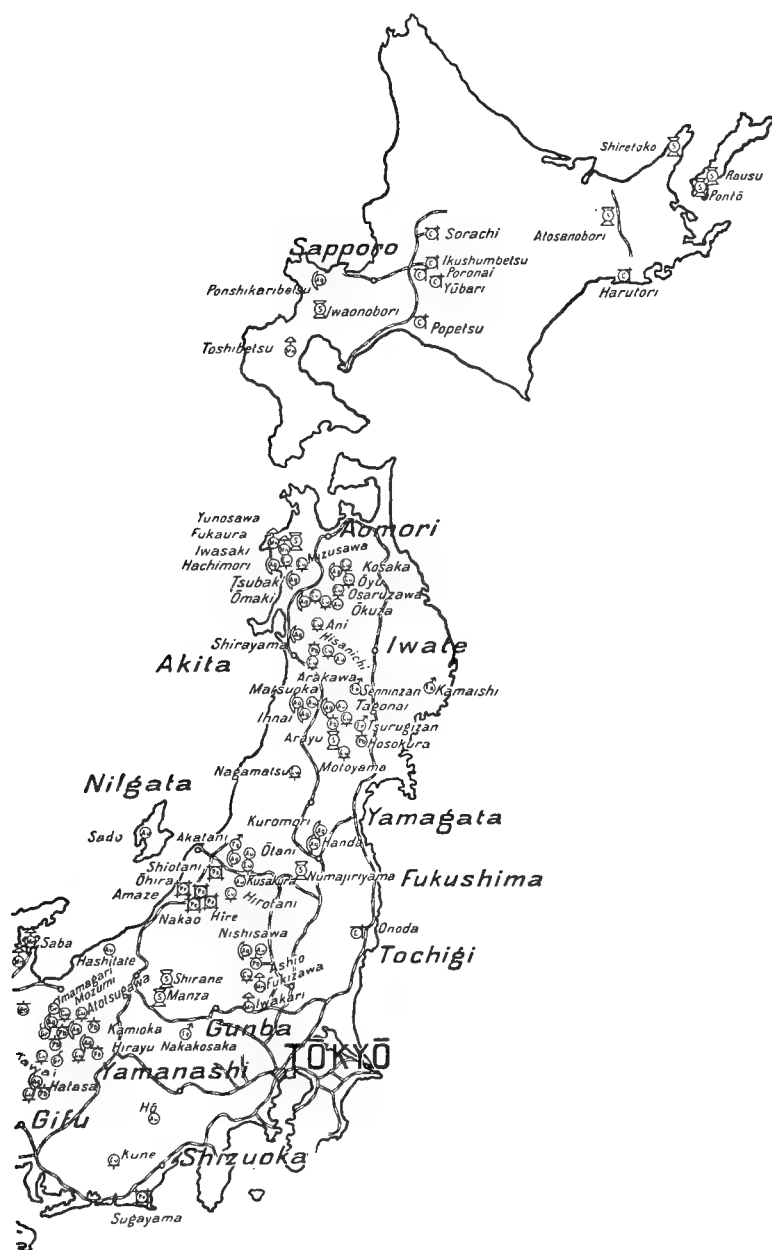 Shiretoko
Rausu
Pontō
Atosanobori
Sapporo
Sorachi
Ikushumbetsu
Ponshikaribetsu
Poronai
Yūbari
Harutori
Iwaonobori
Popetsu
Toshibetsu
Yunosawa
Aomori
Fukaura
Iwasaki
Mizusawa
Hachimori
Kosaka
Tsubak
Ōyu
Ōmaki
Osaruzawa
Ōkuza
Ani
Shirayama
Hisanichi
Iwate
Akita
Arakawa
Matsuoka
Senninzan
Kamaishi
Innai
Tagonai
Tsurugizan
Arayu
Hosokura
Motoyama
Nagamatsu
Niigata
Kuromori
Yamagata
Sado
Akatani
Handa
Ōtani
Shiotani
Ōhira
Kusakura
Numajiriyama
Fukushima
Amaze
Hirotani
Nakao
Hire
Nishisawa
Onoda
Saba
Hashitate
Ashio
Tochigi
Fukizawa
Imamagari
Mozumi
Atotsugawa
Shirane
Manza
Iwakari
Kamioka
Gunba
Hirayu
Nakakosaka
TŌKYŌ
Yamanashi
Hatasa
Gifu
Hō
Kune
Shizuoka
Sugayama